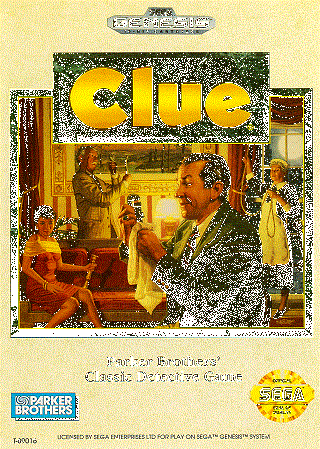 GENESIS
Clue
Parker Brothers'
Classic Detective Game
PARKER
BROTHERS
SEGA
T-89016
LICENSED BY SEGA ENTERPRISES LTD FOR PLAY ON SEGA™ GENESIS™ SYSTEM